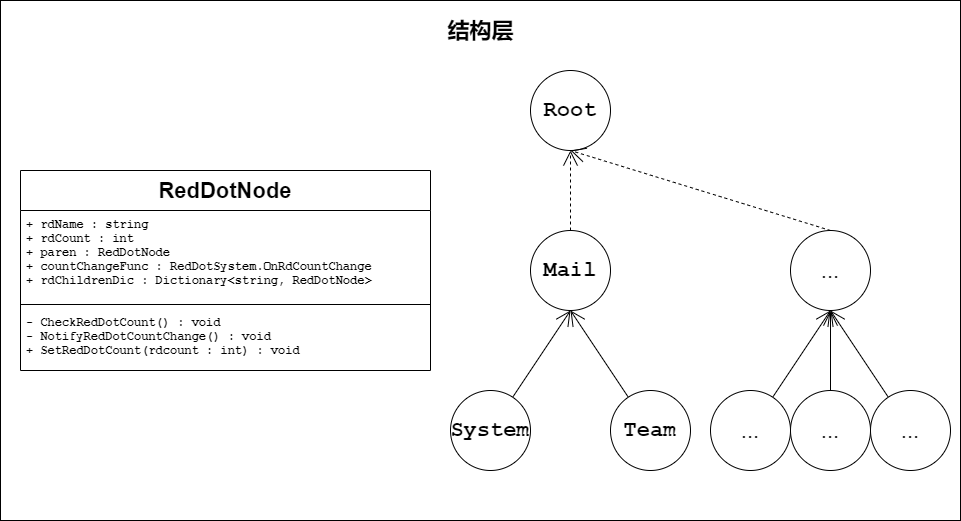 结构层
RedDotNode
+ rdName : string
+ rdCount : int
+ paren : RedDotNode
+ countChangeFunc : RedDotSystem.OnRdCountChange
+ rdChildrenDic : Dictionary<string, RedDotNode>
- CheckRedDotCount() : void
- NotifyRedDotCountChange() : void
+ SetRedDotCount(rdcount : int) : void
Root
Mail
...
System
Team
...
...
...